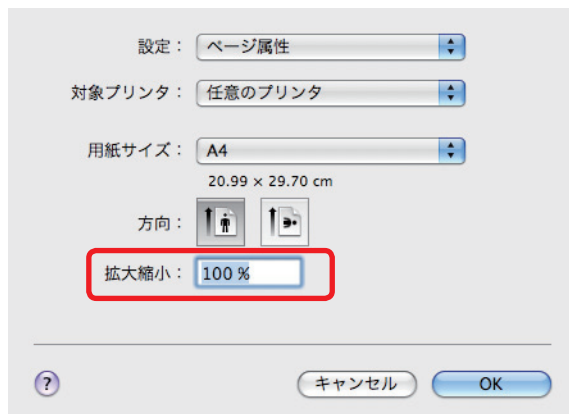 設定： ページ属性
対象プリンタ： 任意のプリンタ
用紙サイズ： A4
20.99 × 29.70 cm
方向：
拡大縮小： 100 %
? キャンセル OK